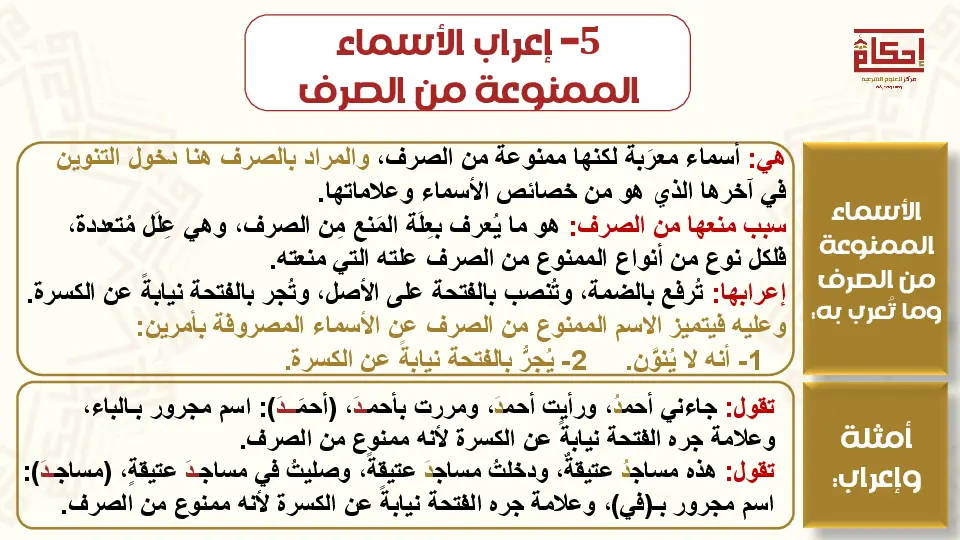 5- إعراب الأسماء
الممنوعة من الصرف
إحكام
مركز للعلوم الشرعية
الأسماء
الممنوعة
من الصرف
وما تُعرب به:
هي: أسماء معرَبة لكنها ممنوعة من الصرف، والمراد بالصرف هنا دخول التنوين
في آخرها الذي هو من خصائص الأسماء وعلاماتها.
سبب منعها من الصرف: هو ما يُعرف بعِلَة المَنع مِن الصرف، وهي عِلَل مُتعددة،
فلكل نوع من أنواع الممنوع من الصرف علته التي منعته.
إعرابها: تُرفع بالضمة، وتُنصب بالفتحة على الأصل، وتُجر بالفتحة نيابةً عن الكسرة.
وعليه فيتميز الاسم الممنوع من الصرف عن الأسماء المصروفة بأمرين:
1- أنه لا يُنوَّن. 2- يُجرُّ بالفتحة نيابةً عن الكسرة.
أمثلة
وإعراب:
تقول: جاءني أحمدُ، ورأيت أحمدَ، ومررت بأحمـدَ، (أحمَــدَ): اسم مجرور بـالباء،
وعلامة جره الفتحة نيابةً عن الكسرة لأنه ممنوع من الصرف.
تقول: هذه مساجدُ عتيقةٌ، ودخلتُ مساجدَ عتيقةً، وصليتُ في مساجـدَ عتيقةٍ، (مساجـدَ):
اسم مجرور بـ(في)، وعلامة جره الفتحة نيابةً عن الكسرة لأنه ممنوع من الصرف.